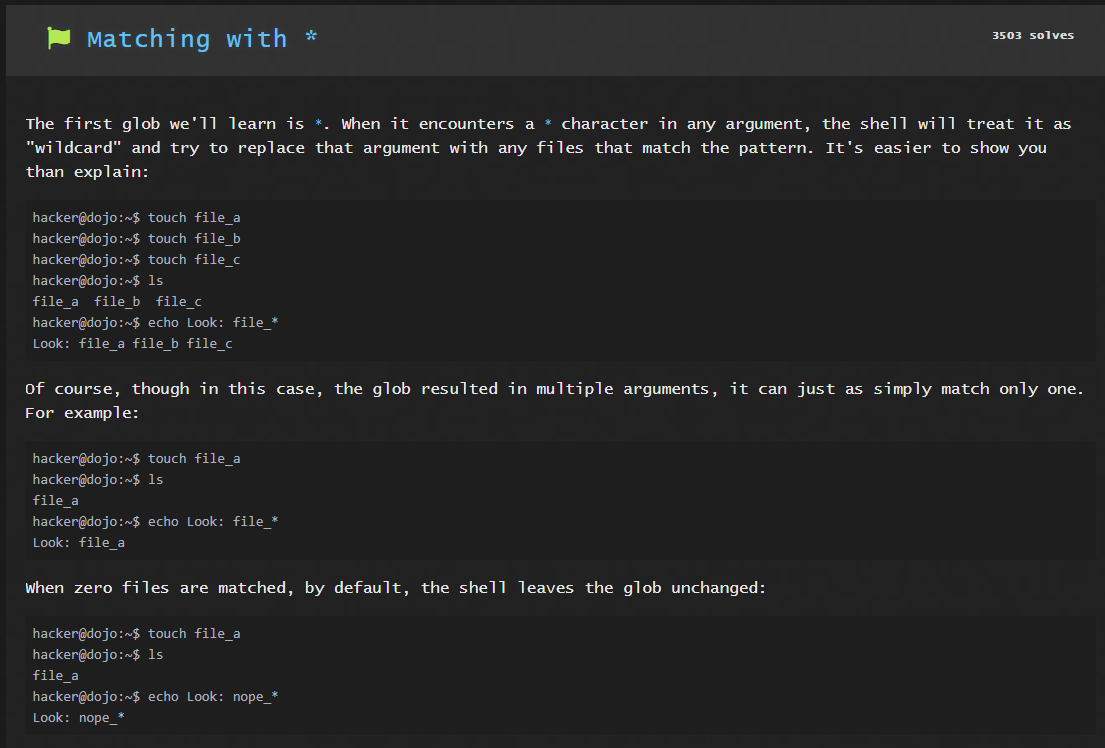 Matching with *
3503 solves
The first glob we'll learn is *. When it encounters a * character in any argument, the shell will treat it as
"wildcard" and try to replace that argument with any files that match the pattern. It's easier to show you
than explain:
hacker@dojo:~$ touch file_a
hacker@dojo:~$ touch file_b
hacker@dojo:~$ touch file_c
hacker@dojo:~$ ls
file_a  file_b  file_c
hacker@dojo:~$ echo Look: file_*
Look: file_a file_b file_c
Of course, though in this case, the glob resulted in multiple arguments, it can just as simply match only one.
For example:
hacker@dojo:~$ touch file_a
hacker@dojo:~$ ls
file_a
hacker@dojo:~$ echo Look: file_*
Look: file_a
When zero files are matched, by default, the shell leaves the glob unchanged:
hacker@dojo:~$ touch file_a
hacker@dojo:~$ ls
file_a
hacker@dojo:~$ echo Look: nope_*
Look: nope_*